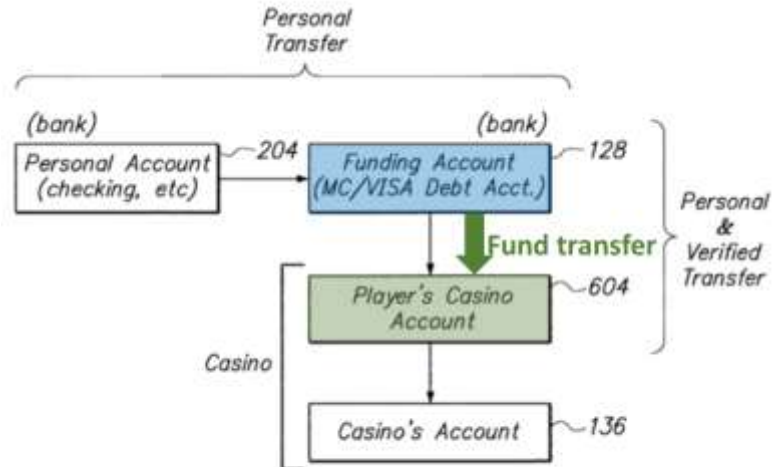 Personal
Transfer
(bank)
(bank)
Personal Account
(checking, etc)
204
Funding Account
(MC/VISA Debt Acct.)
128
Fund transfer
Personal
&
Verified
Transfer
Player's Casino
Account
604
Casino
Casino's Account
136